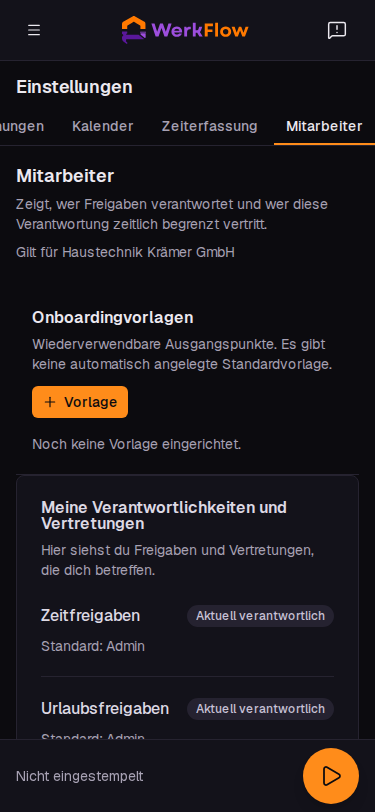 WerkFlow
Einstellungen
nungen Kalender Zeiterfassung Mitarbeiter
Mitarbeiter
Zeigt, wer Freigaben verantwortet und wer diese
Verantwortung zeitlich begrenzt vertritt.
Gilt für Haustechnik Krämer GmbH
Onboardingvorlagen
Wiederverwendbare Ausgangspunkte. Es gibt
keine automatisch angelegte Standardvorlage.
+ Vorlage
Noch keine Vorlage eingerichtet.
Meine Verantwortlichkeiten und
Vertretungen
Hier siehst du Freigaben und Vertretungen,
die dich betreffen.
Zeitfreigaben Aktuell verantwortlich
Standard: Admin
Urlaubsfreigaben Aktuell verantwortlich
Standard: Admin
Nicht eingestempelt